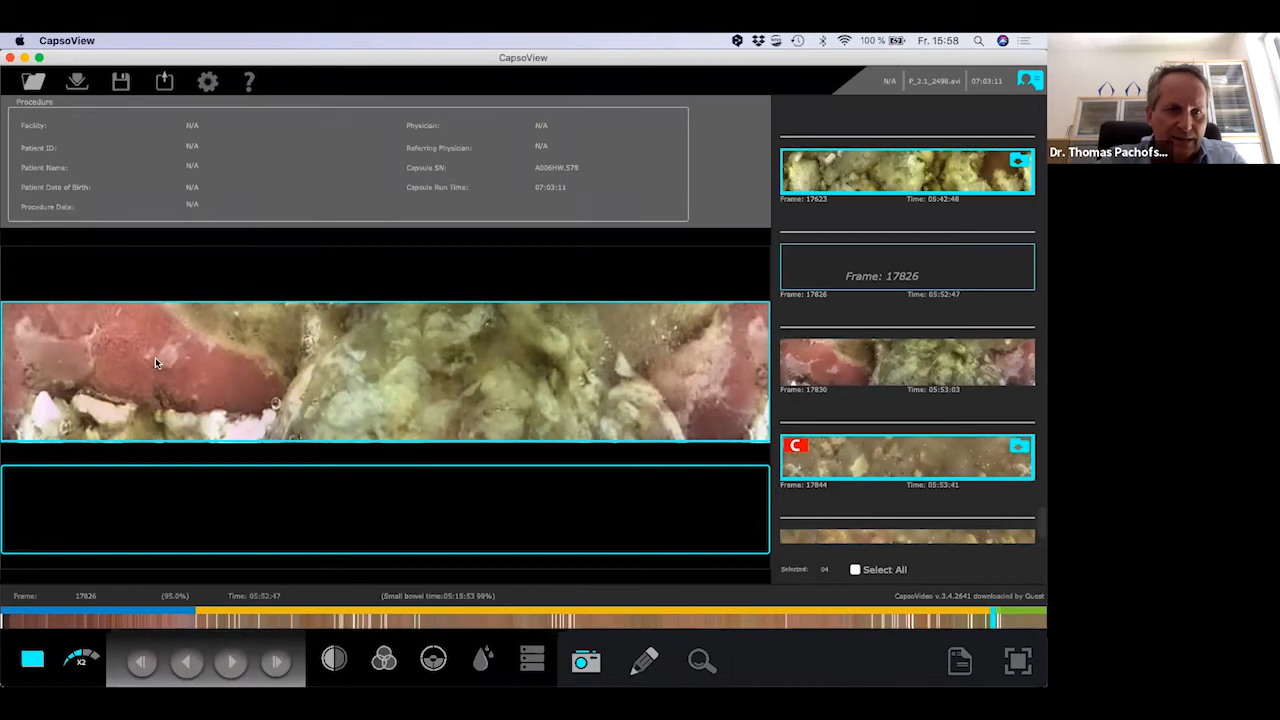 CapsoView
100 %
Fr. 15:58
CapsoView
N/A
P_2.1_2498.avi
07:03:11
Procedure
Facility: N/A
Physician: N/A
Patient ID: N/A
Referring Physician: N/A
Patient Name: N/A
Capsule SN: A006HW.578
Patient Date of Birth: N/A
Capsule Run Time: 07:03:11
Procedure Date: N/A
Dr. Thomas Pachofs...
Frame: 17623 Time: 05:42:48
Frame: 17826
Frame: 17826 Time: 05:52:47
Frame: 17830 Time: 05:53:03
C
Frame: 17844 Time: 05:53:41
Selected: 04 Select All
Frame: 17826 (95.0%) Time: 05:52:47 (Small bowel time:05:15:53 99%) CapsoVideo v.3.4.2641 downloaded by Quest
X2